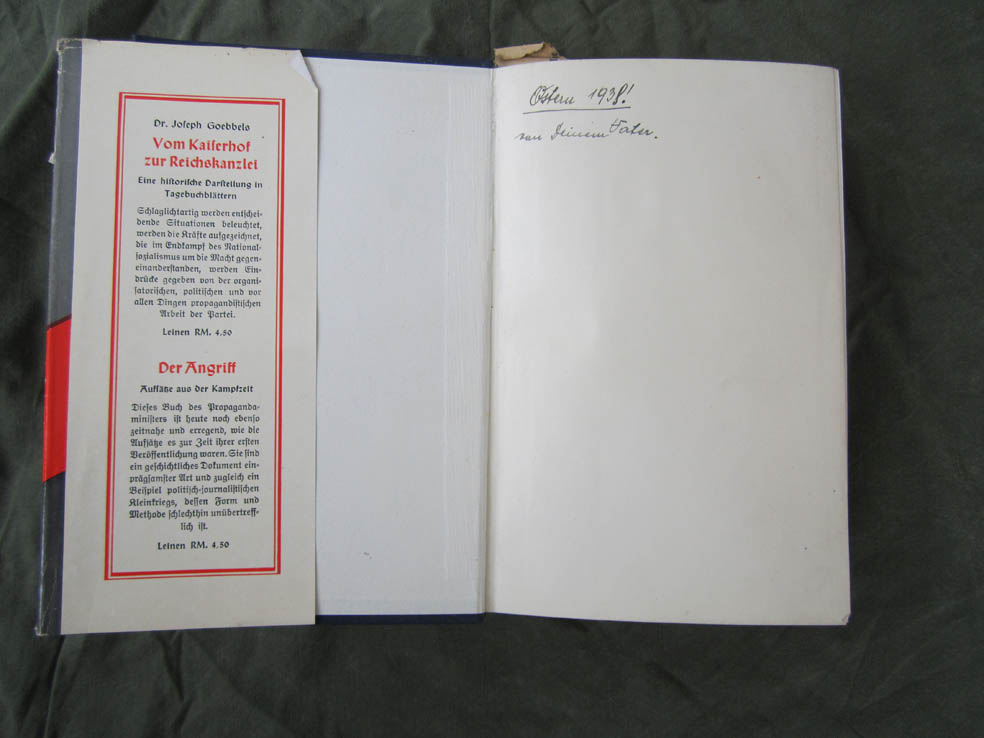 Dr. Joseph Goebbels
Vom Kaiserhof
zur Reichskanzlei
Eine historische Darstellung in
Tagebuchblättern
Schlaglichtartig werden entschei-
dende Situationen beleuchtet,
werden die Kräfte aufgezeichnet,
die im Endkampf des National-
sozialismus um die Macht gegen-
einanderstanden, werden Ein-
drücke gegeben von der organi-
satorischen, politischen und vor
allen Dingen propagandistischen
Arbeit der Partei.
Leinen RM. 4.50
Der Angriff
Aufsätze aus der Kampfzeit
Dieses Buch des Propaganda-
ministers ist heute noch ebenso
zeitnahe und erregend, wie die
Aufsätze es zur Zeit ihrer ersten
Veröffentlichung waren. Sie sind
ein geschichtliches Dokument ein-
prägsamster Art und zugleich ein
Beispiel politisch-journalistischen
Kleinkriegs, dessen Form und
Methode schlechthin unübertreff-
lich ist.
Leinen RM. 4.50
Ostern 1938!
von Deinem Vater.